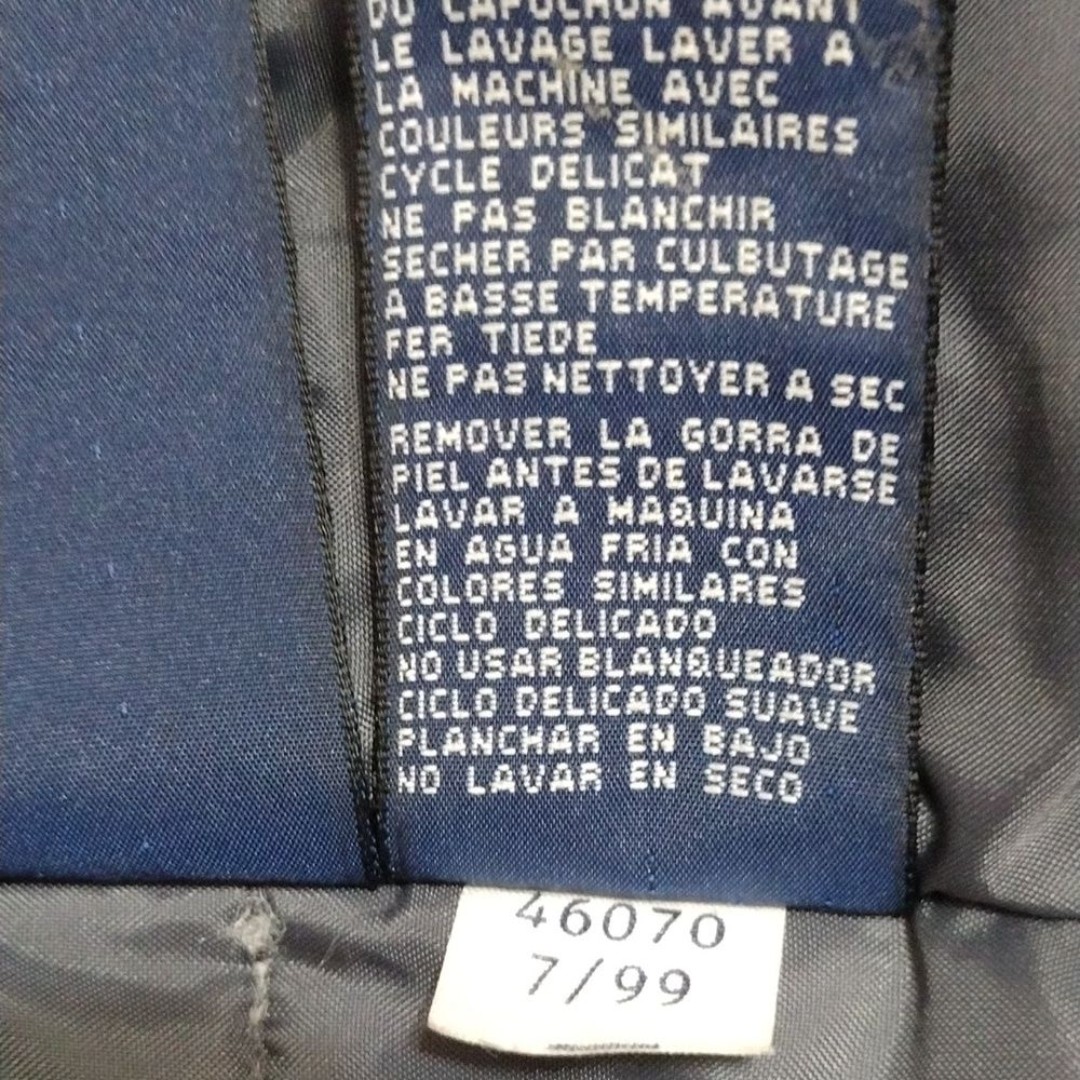 DU CAPUCHON AVANT
LE LAVAGE LAVER A
LA MACHINE AVEC
COULEURS SIMILAIRES
CYCLE DELICAT
NE PAS BLANCHIR
SECHER PAR CULBUTAGE
A BASSE TEMPERATURE
FER TIEDE
NE PAS NETTOYER A SEC
REMOVER LA GORRA DE
PIEL ANTES DE LAVARSE
LAVAR A MAQUINA
EN AGUA FRIA CON
COLORES SIMILARES
CICLO DELICADO
NO USAR BLANQUEADOR
CICLO DELICADO SUAVE
PLANCHAR EN BAJO
NO LAVAR EN SECO
46070
7/99